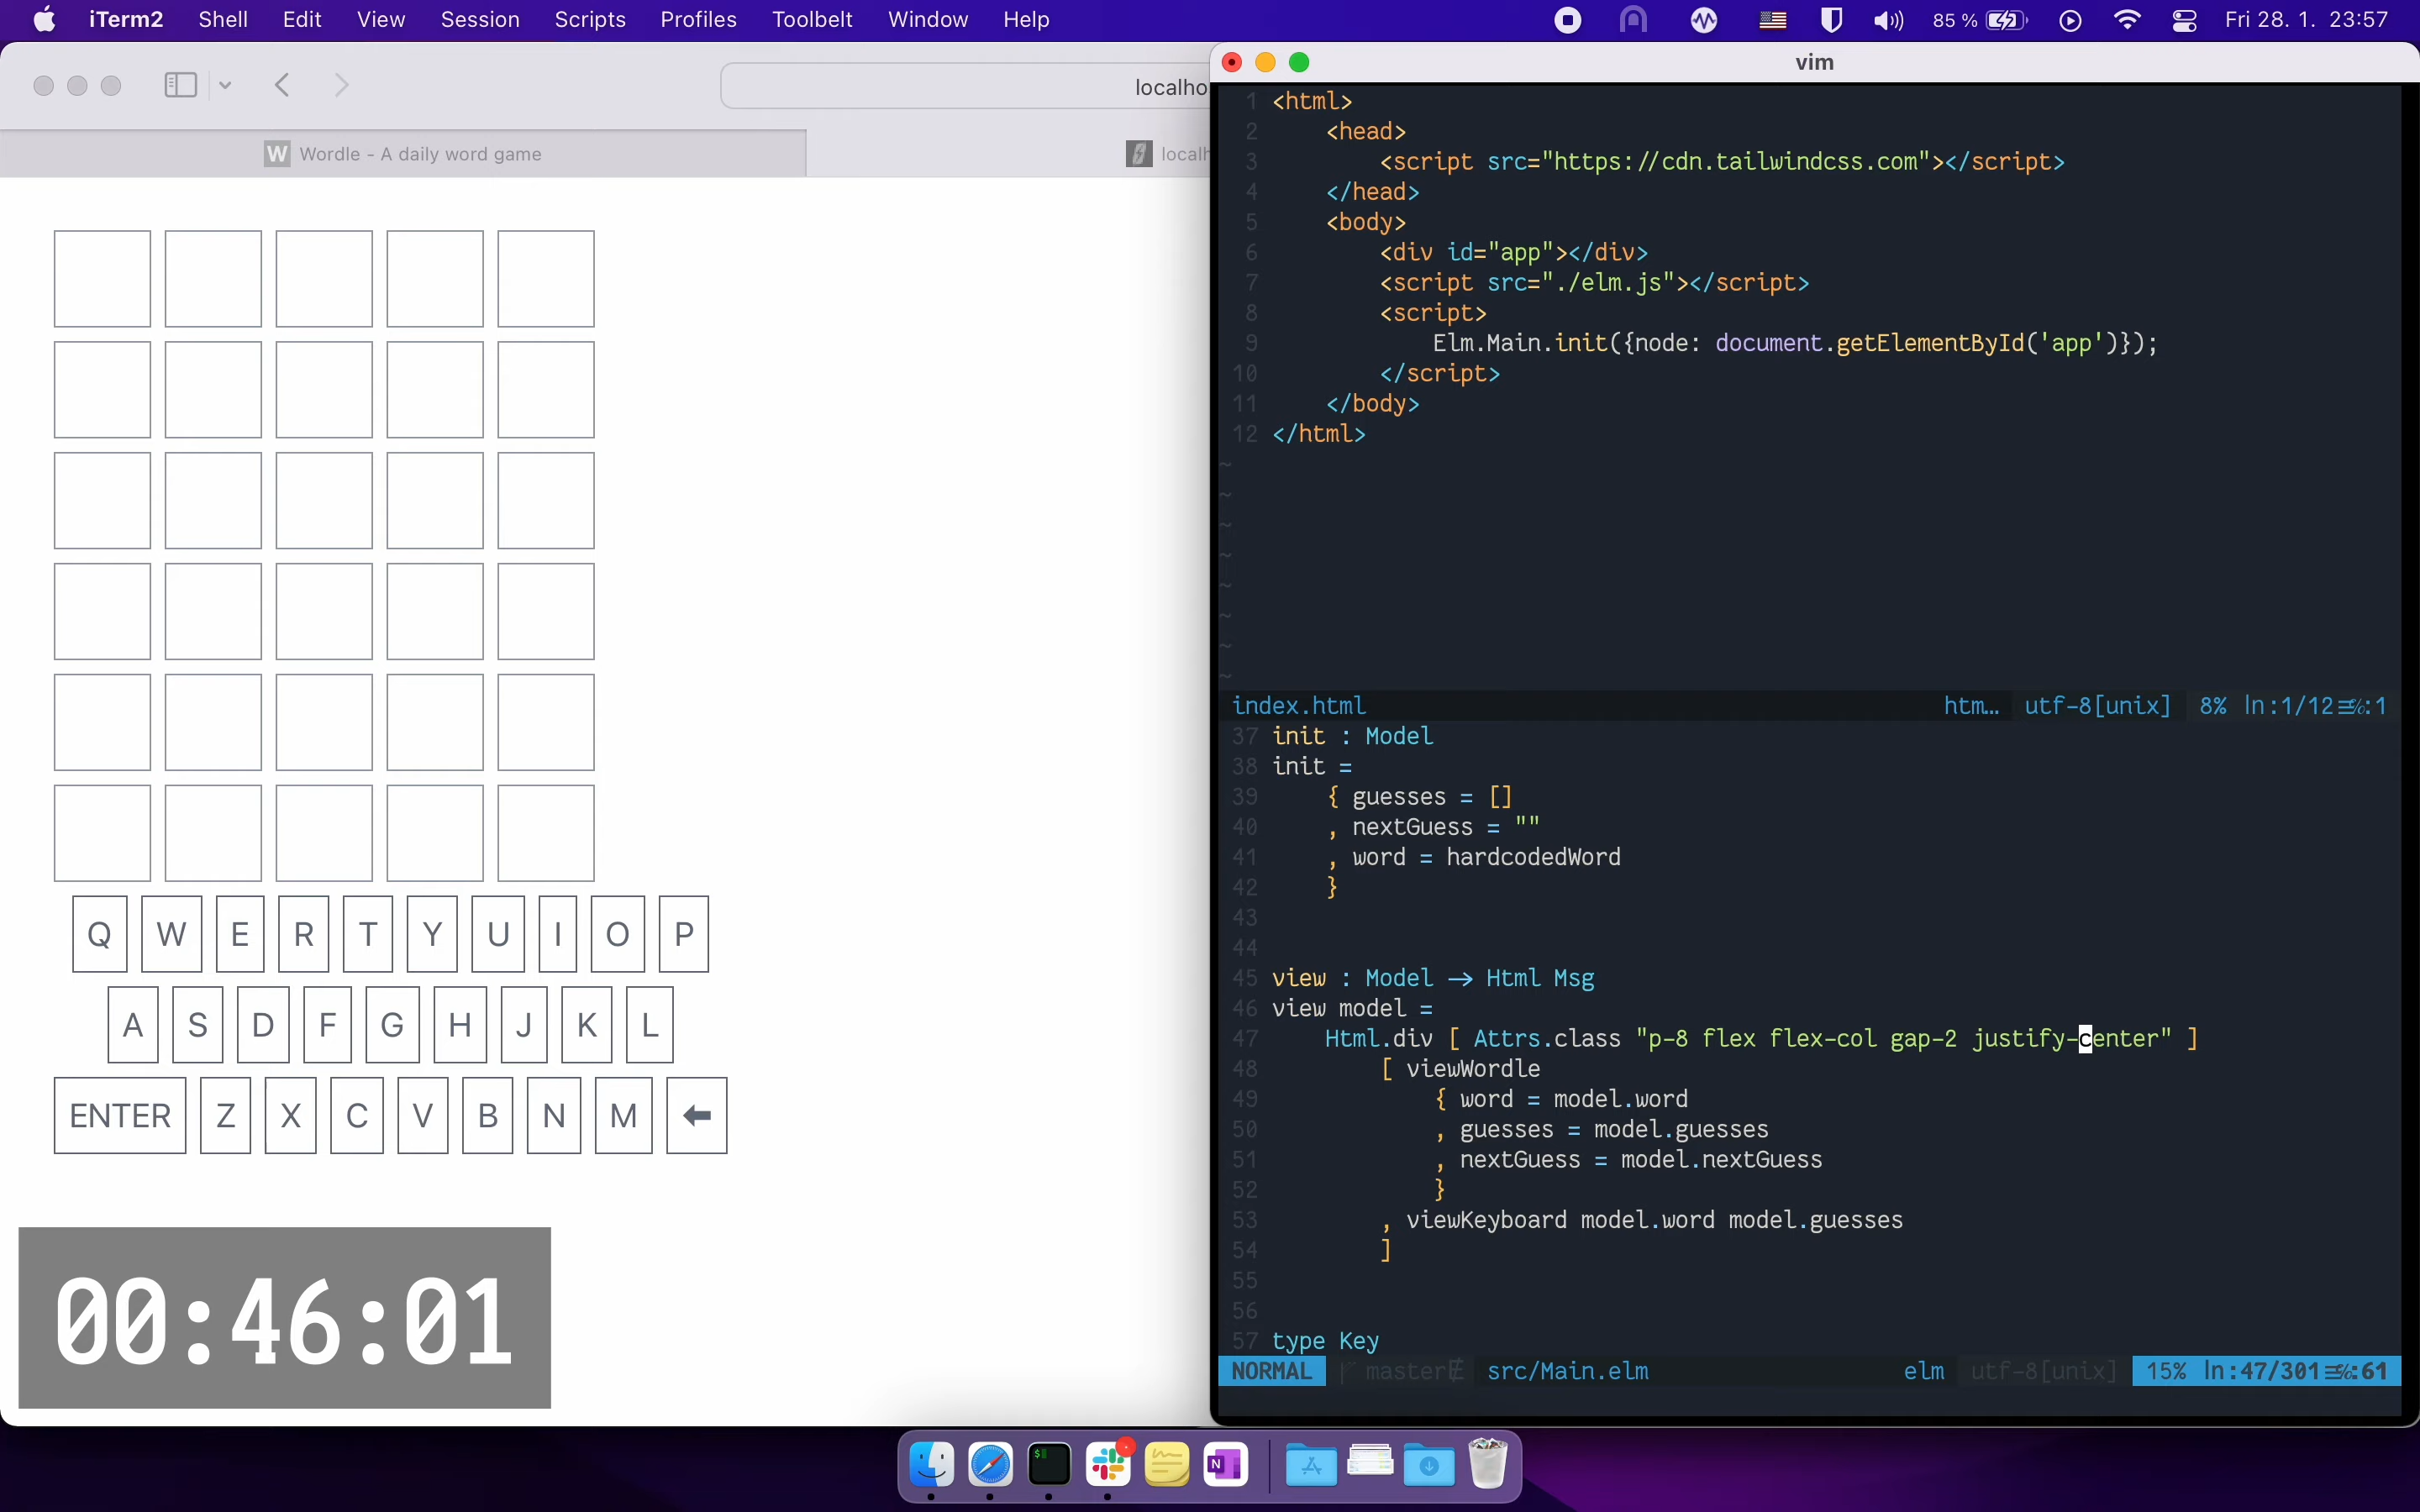 iTerm2 Shell Edit View Session Scripts Profiles Toolbelt Window Help 85 % Fri 28. 1. 23:57
localho
W Wordle - A daily word game
localh
Q W E R T Y U I O P
A S D F G H J K L
ENTER Z X C V B N M ⬅
00:46:01
vim
1 <html>
2 <head>
3 <script src="https://cdn.tailwindcss.com"></script>
4 </head>
5 <body>
6 <div id="app"></div>
7 <script src="./elm.js"></script>
8 <script>
9 Elm.Main.init({node: document.getElementById('app')});
10 </script>
11 </body>
12 </html>
~
~
~
~
~
~
~
~
index.html htm… utf-8[unix] 8% ln:1/12≡℅:1
37 init : Model
38 init =
39 { guesses = []
40 , nextGuess = ""
41 , word = hardcodedWord
42 }
43
44
45 view : Model → Html Msg
46 view model =
47 Html.div [ Attrs.class "p-8 flex flex-col gap-2 justify-center" ]
48 [ viewWordle
49 { word = model.word
50 , guesses = model.guesses
51 , nextGuess = model.nextGuess
52 }
53 , viewKeyboard model.word model.guesses
54 ]
55
56
57 type Key
NORMAL master src/Main.elm elm utf-8[unix] 15% ln:47/301≡℅:61